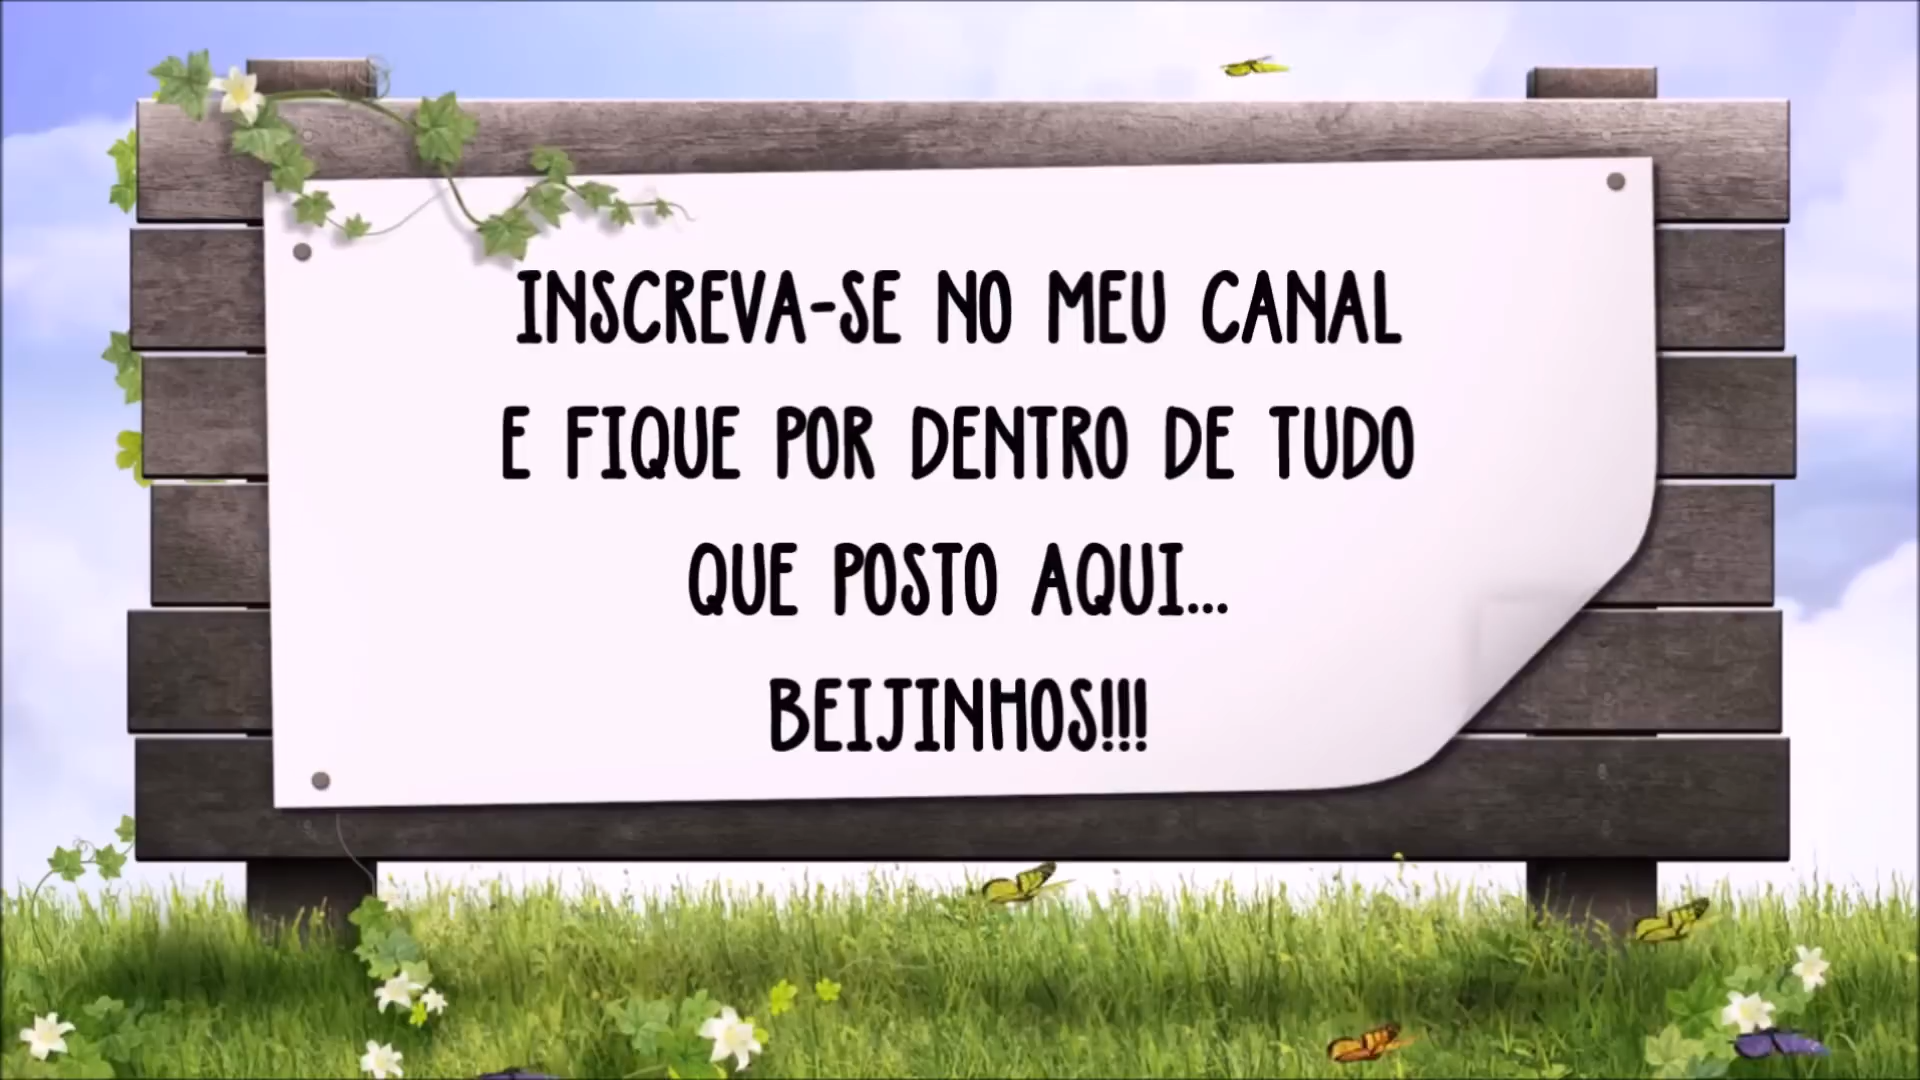 INSCREVA-SE NO MEU CANAL
E FIQUE POR DENTRO DE TUDO
QUE POSTO AQUI...
BEIJINHOS!!!